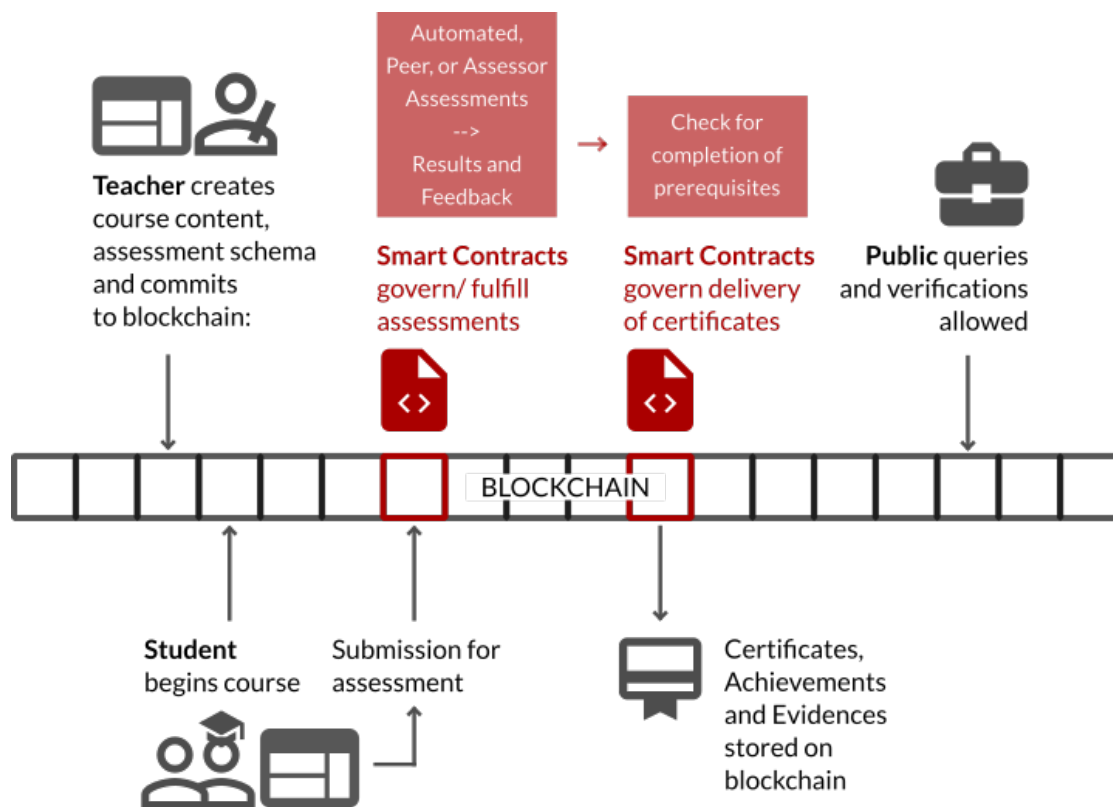 Automated,
Peer, or Assessor
Assessments
-->
Results and
Feedback
→
Check for
completion of
prerequisites
Teacher creates
course content,
assessment schema
and commits
to blockchain:
Smart Contracts
govern/ fulfill
assessments
< >
Smart Contracts
govern delivery
of certificates
< >
Public queries
and verifications
allowed
BLOCKCHAIN
Student
begins course
Submission for
assessment
Certificates,
Achievements
and Evidences
stored on
blockchain